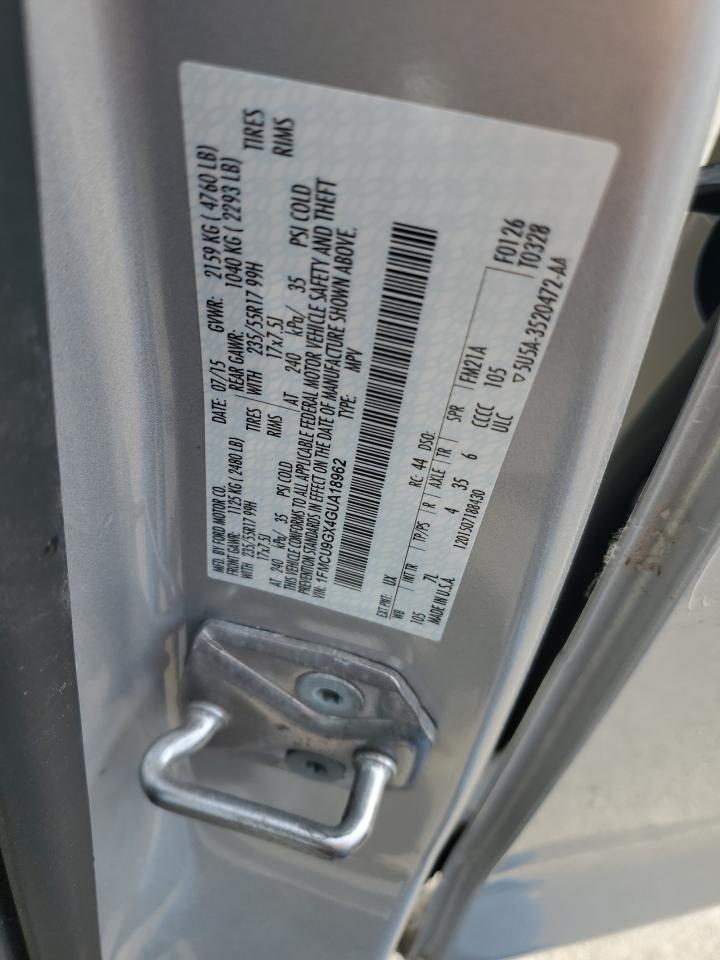 MFD. BY FORD MOTOR CO. DATE: 07/15 GVWR: 2159 KG ( 4760 LB)
FRONT GAWR: 1125 KG ( 2480 LB) REAR GAWR: 1040 KG ( 2293 LB)
WITH 235/55R17 99H TIRES WITH 235/55R17 99H TIRES
17x7.5J RIMS 17x7.5J RIMS
AT 240 kPa/ 35 PSI COLD AT 240 kPa/ 35 PSI COLD
THIS VEHICLE CONFORMS TO ALL APPLICABLE FEDERAL MOTOR VEHICLE SAFETY AND THEFT
PREVENTION STANDARDS IN EFFECT ON THE DATE OF MANUFACTURE SHOWN ABOVE.
VIN: 1FMCU9GX4GUA18962 TYPE: MPV
EXT PNT: UX RC: 44 DSO: F0126
WB INT TR TP/PS R AXLE TR SPR FM21A T0328
105 ZL 4 35 6 CCCC 105
MADE IN U.S.A. 1201507188430 ULC ▽5U5A-3520472-AA